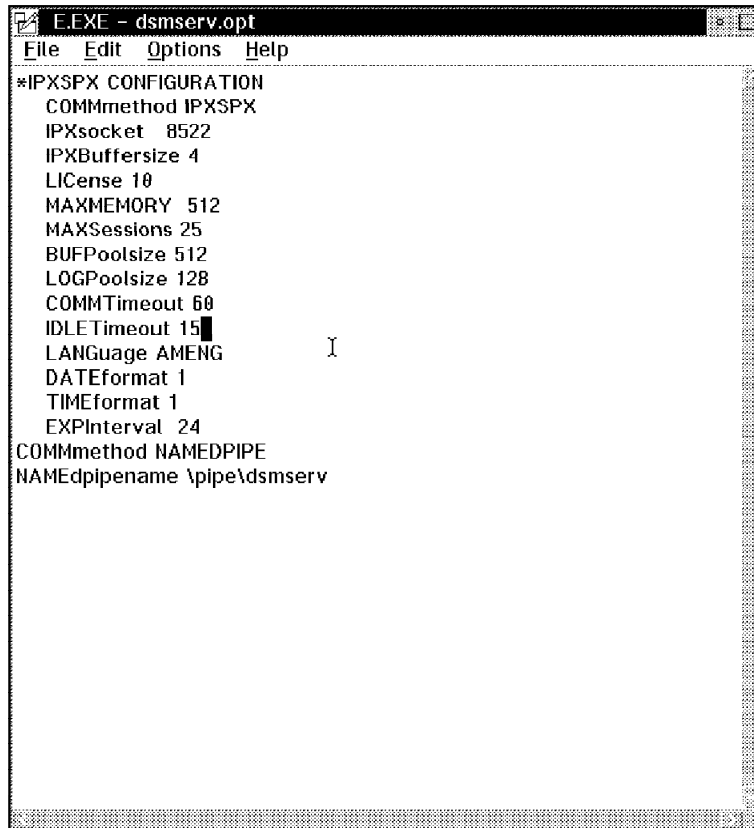 E.EXE - dsmserv.opt
File Edit Options Help
*IPXSPX CONFIGURATION
COMMmethod IPXSPX
IPXsocket 8522
IPXBuffersize 4
LICense 10
MAXMEMORY 512
MAXSessions 25
BUFPoolsize 512
LOGPoolsize 128
COMMTimeout 60
IDLETimeout 15
LANGuage AMENG
DATEformat 1
TIMEformat 1
EXPInterval 24
COMMmethod NAMEDPIPE
NAMEdpipename \pipe\dsmserv